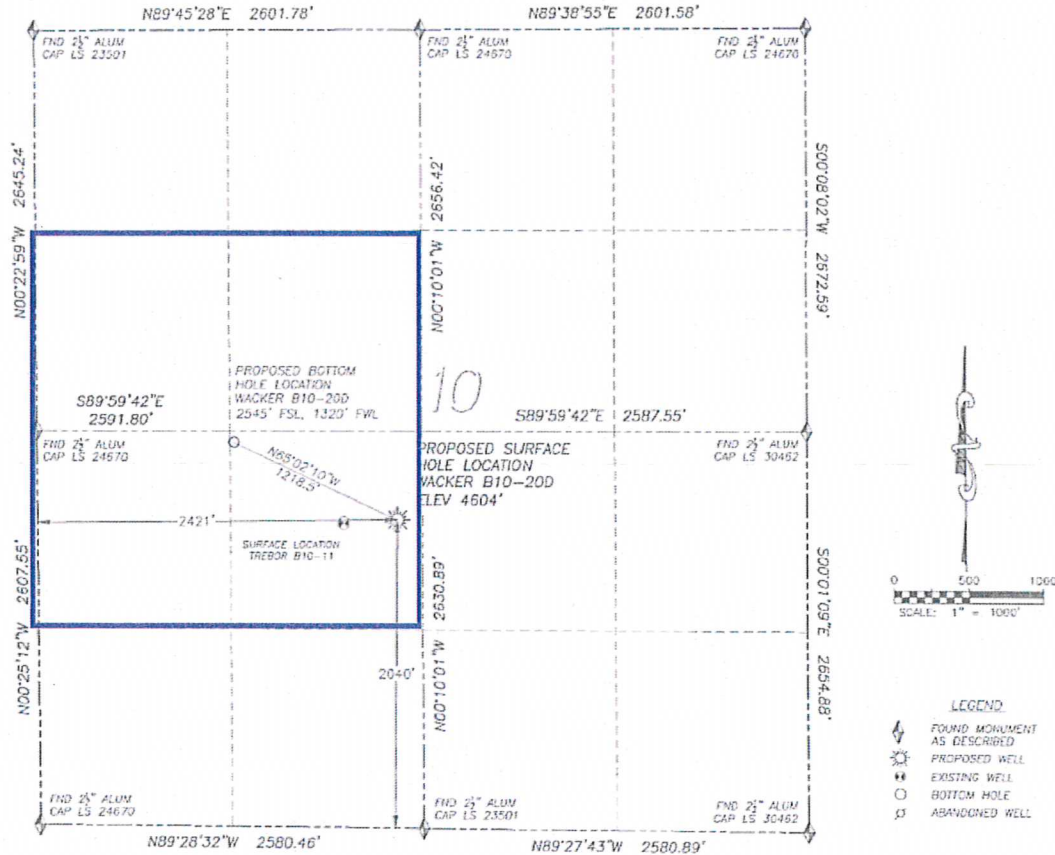 N89°45'28"E 2601.78'
N89°38'55"E 2601.58'
FND 2½" ALUM
CAP LS 23501
FND 2½" ALUM
CAP LS 24670
FND 2½" ALUM
CAP LS 24670
N00°22'59"W 2645.24'
N00°10'01"W 2656.42'
S00°08'02"W 2572.59'
PROPOSED BOTTOM
HOLE LOCATION
WACKER B10-20D
2545' FSL, 1320' FWL
10
S89°59'42"E
2591.80'
S89°59'42"E 2587.55'
FND 2½" ALUM
CAP LS 24670
PROPOSED SURFACE
HOLE LOCATION
WACKER B10-20D
ELEV 4604'
FND 2½" ALUM
CAP LS 30462
N65°02'10"W
1218.5'
2421'
SURFACE LOCATION
TREBOR B10-11
N00°25'12"W 2607.55'
N00°10'01"W 2630.89'
S00°01'09"E 2654.88'
2040'
0 500 1000
SCALE: 1" = 1000'
LEGEND
FOUND MONUMENT
AS DESCRIBED
PROPOSED WELL
EXISTING WELL
BOTTOM HOLE
ABANDONED WELL
FND 2½" ALUM
CAP LS 24670
FND 2½" ALUM
CAP LS 23501
FND 2½" ALUM
CAP LS 30462
N89°28'32"W 2580.46'
N89°27'43"W 2580.89'